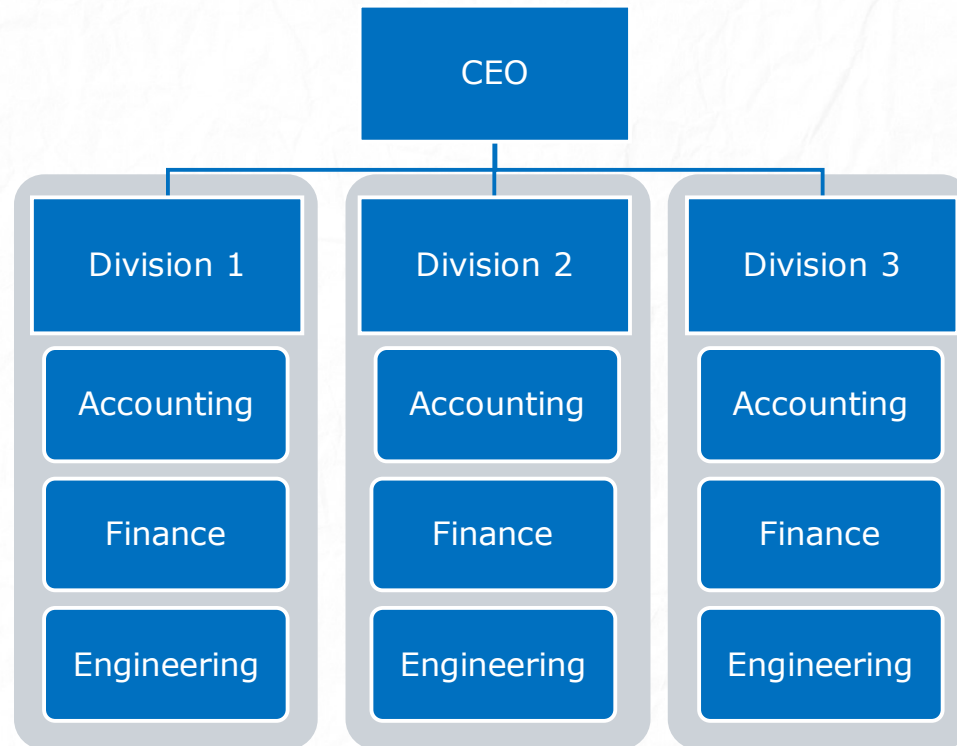 CEO
Division 1
Division 2
Division 3
Accounting
Accounting
Accounting
Finance
Finance
Finance
Engineering
Engineering
Engineering